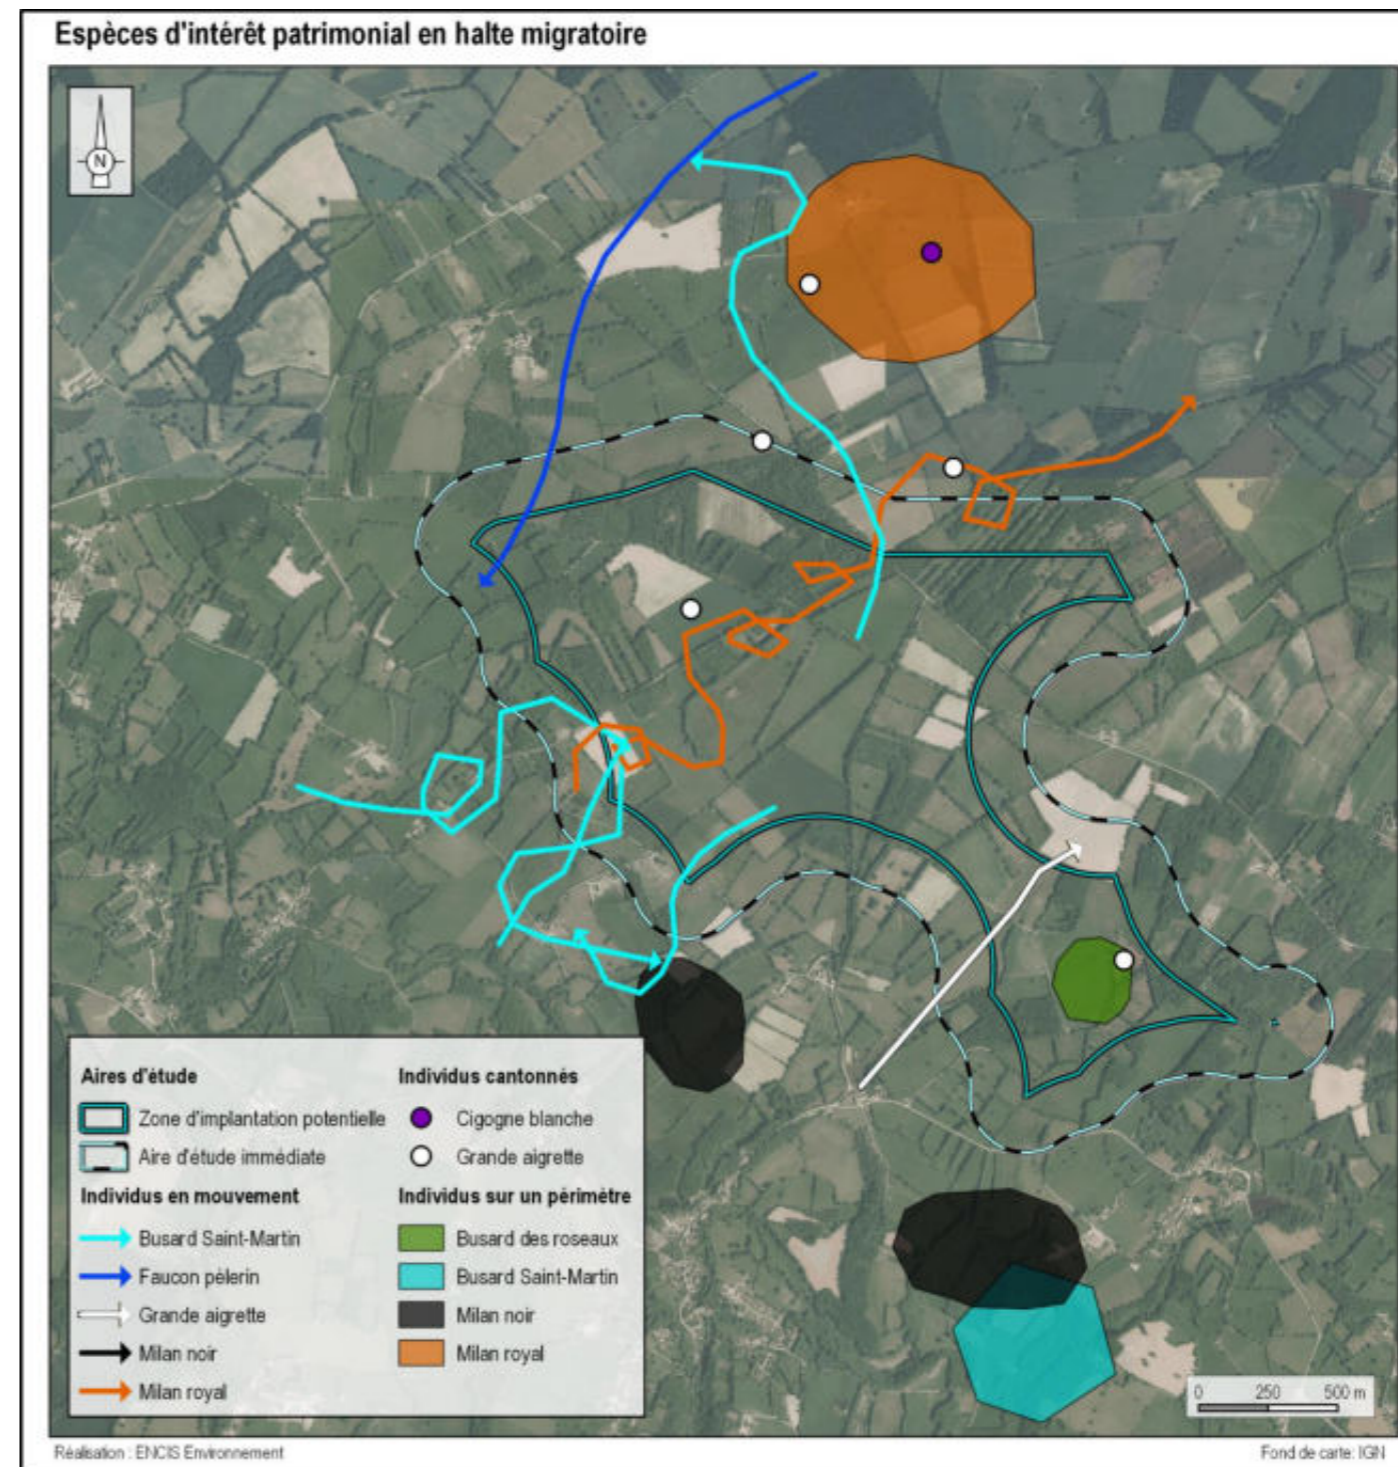 Espèces d'intérêt patrimonial en halte migratoire
N
Aires d'étude
Zone d'implantation potentielle
Aire d'étude immédiate
Individus en mouvement
Busard Saint-Martin
Faucon pèlerin
Grande aigrette
Milan noir
Milan royal
Individus cantonnés
Cigogne blanche
Grande aigrette
Individus sur un périmètre
Busard des roseaux
Busard Saint-Martin
Milan noir
Milan royal
0 250 500 m
Réalisation : ENCIS Environnement
Fond de carte: IGN